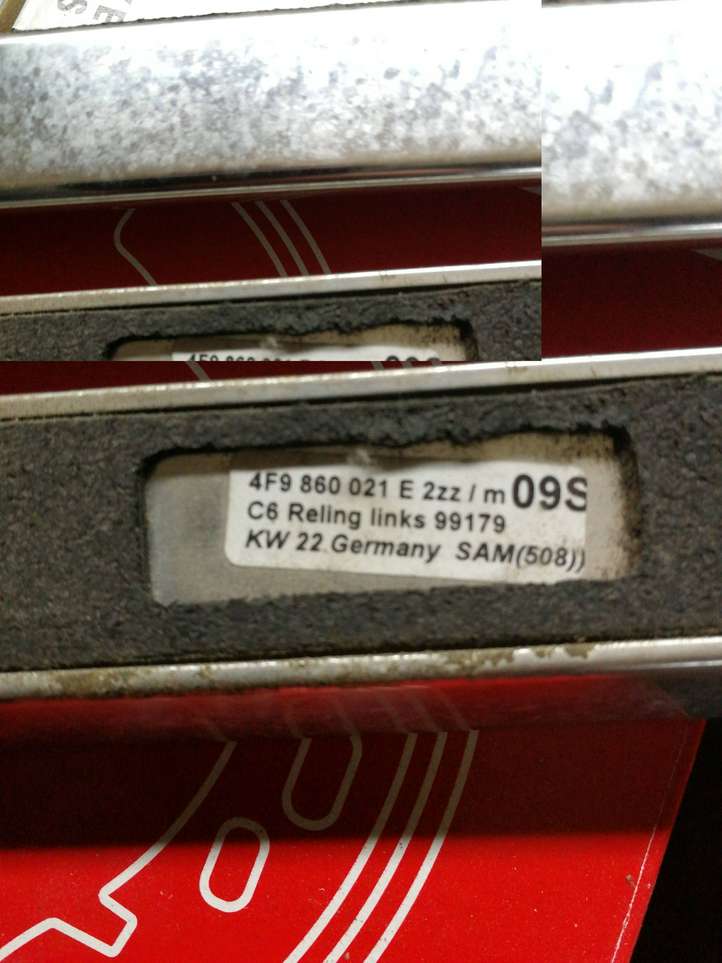 4F9 860 021 E 2zz / m 09S
C6 Reling links 99179
KW 22 Germany SAM(508))